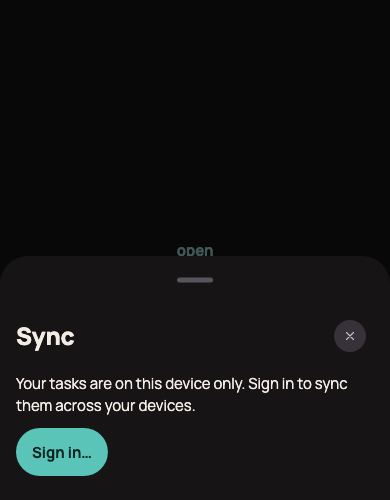 open
Sync
Your tasks are on this device only. Sign in to sync
them across your devices.
Sign in…